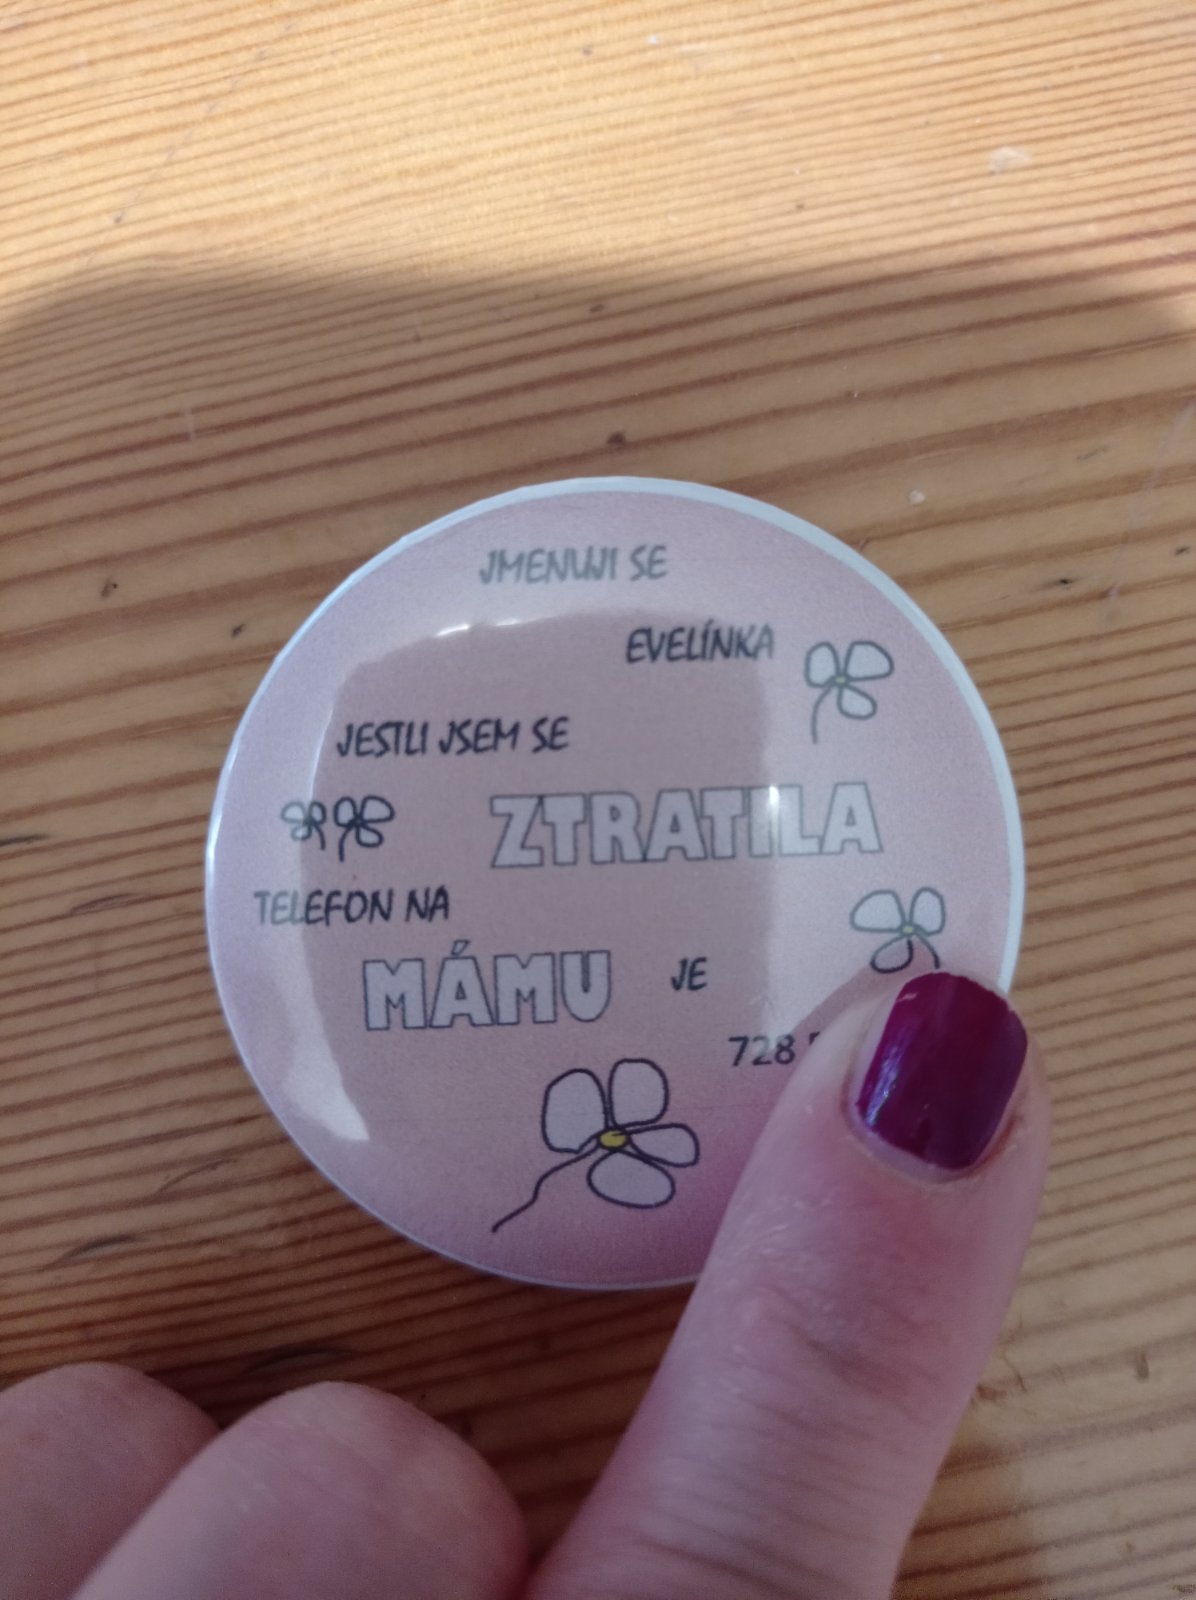 JMENUJI SE
EVELÍNKA
JESTLI JSEM SE
ZTRATILA
TELEFON NA
MÁMU JE
728